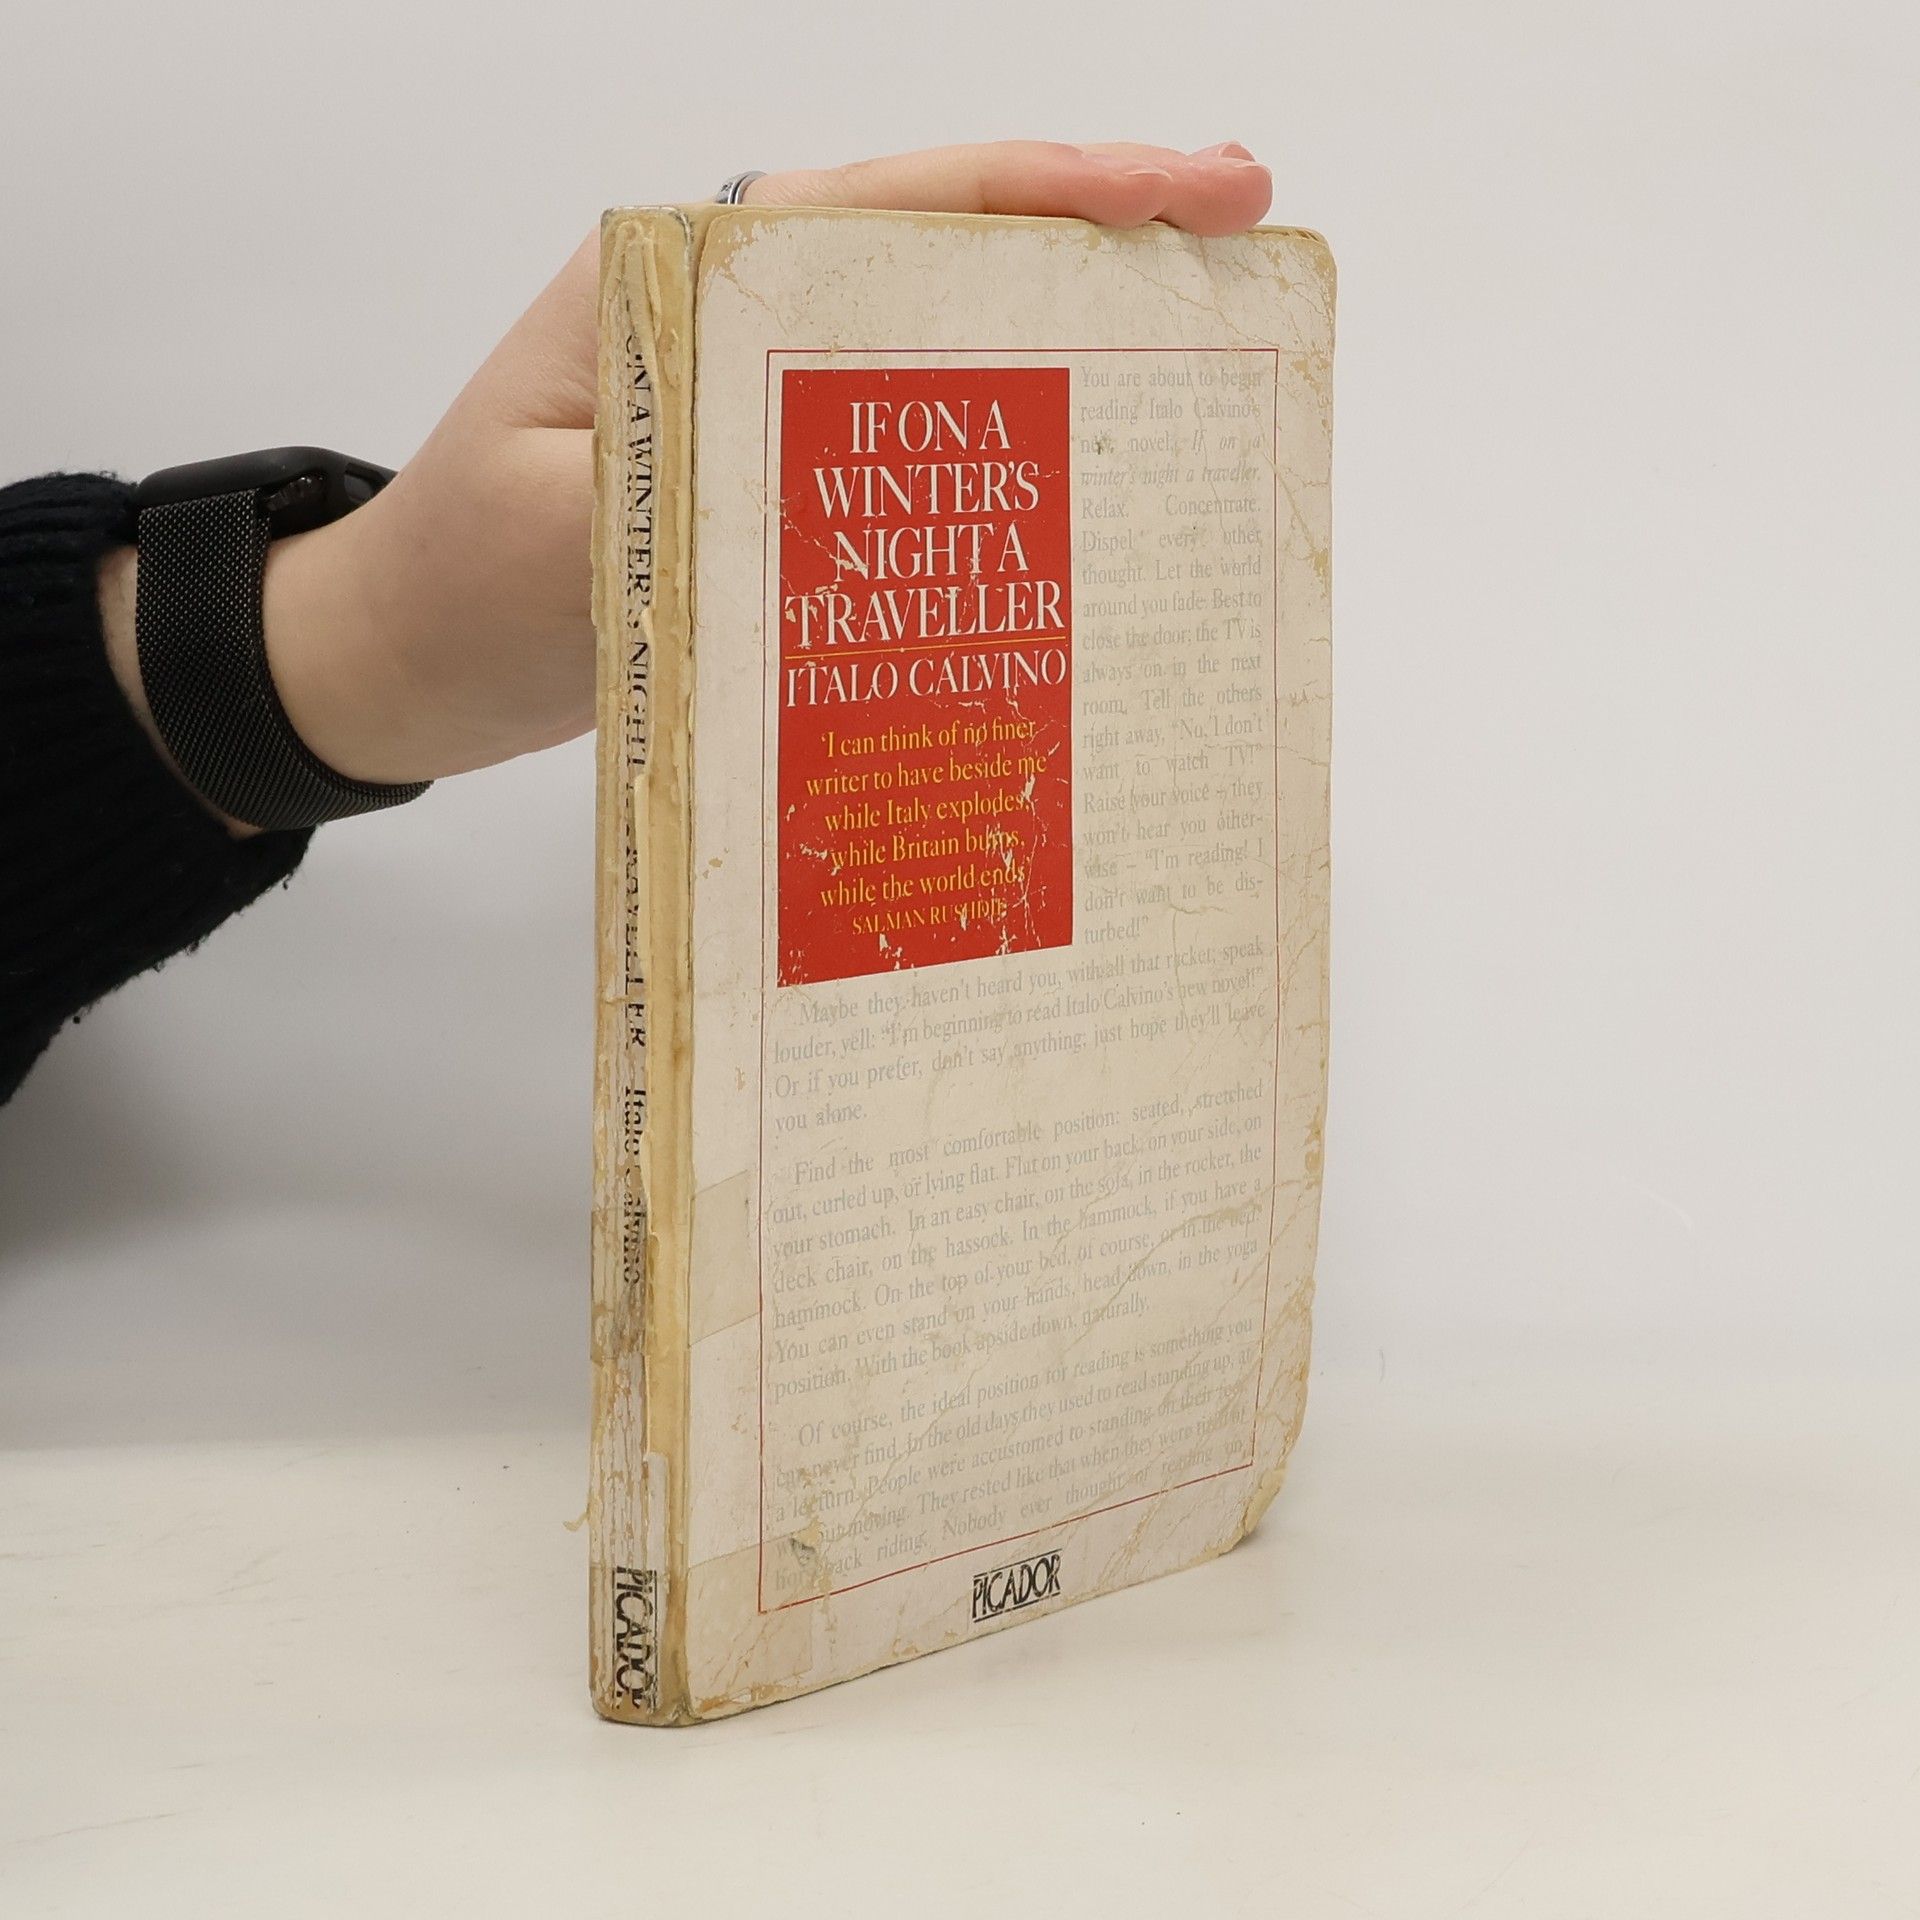 ON A WINTER'S NIGHT A TRAVELLER Italo Calvino
PICADOR
IF ON A
WINTER'S
NIGHT A
TRAVELLER
ITALO CALVINO
'I can think of no finer
writer to have beside me
while Italy explodes,
while Britain burns,
while the world ends'
SALMAN RUSHDIE
You are about to begin
reading Italo Calvino's
new novel, If on a
winter's night a traveller.
Relax. Concentrate.
Dispel every other
thought. Let the world
around you fade. Best to
close the door; the TV is
always on in the next
room. Tell the others
right away, "No, I don't
want to watch TV!"
Raise your voice – they
won't hear you other-
wise – "I'm reading! I
don't want to be dis-
turbed!"
Maybe they haven't heard you, with all that racket; speak
louder, yell: "I'm beginning to read Italo Calvino's new novel!"
Or if you prefer, don't say anything; just hope they'll leave
you alone.
Find the most comfortable position: seated, stretched
out, curled up, or lying flat. Flat on your back, on your side, on
your stomach. In an easy chair, on the sofa, in the rocker, the
deck chair, on the hassock. In the hammock, if you have a
hammock. On the top of your bed, of course, or in the bed.
You can even stand on your hands, head down, in the yoga
position. With the book upside down, naturally.
Of course, the ideal position for reading is something you
can never find. In the old days they used to read standing up, at
a lectern. People were accustomed to standing on their feet,
without moving. They rested like that when they were tired of
horseback riding. Nobody ever thought of reading on
PICADOR